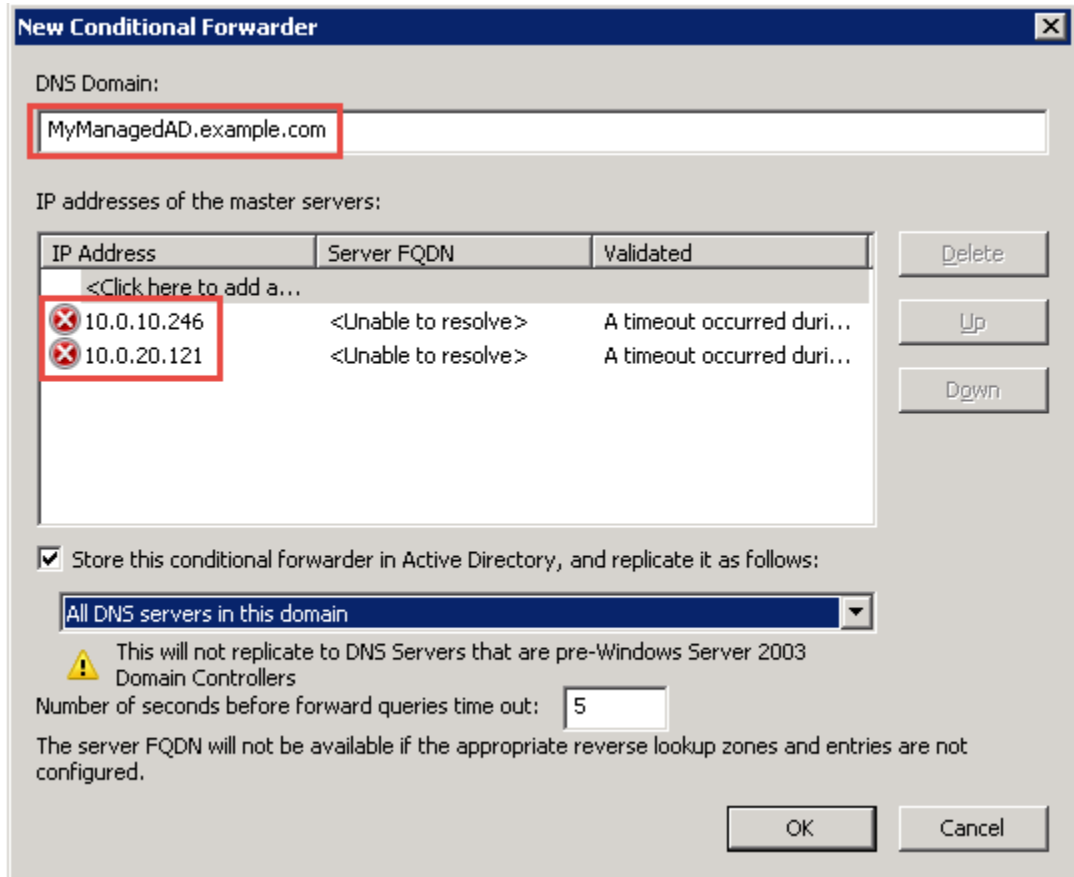 New Conditional Forwarder
DNS Domain:
MyManagedAD.example.com
IP addresses of the master servers:
IP Address Server FQDN Validated
<Click here to add a...
10.0.10.246 <Unable to resolve> A timeout occurred duri...
10.0.20.121 <Unable to resolve> A timeout occurred duri...
Delete
Up
Down
Store this conditional forwarder in Active Directory, and replicate it as follows:
All DNS servers in this domain
This will not replicate to DNS Servers that are pre-Windows Server 2003
Domain Controllers
Number of seconds before forward queries time out: 5
The server FQDN will not be available if the appropriate reverse lookup zones and entries are not
configured.
OK Cancel